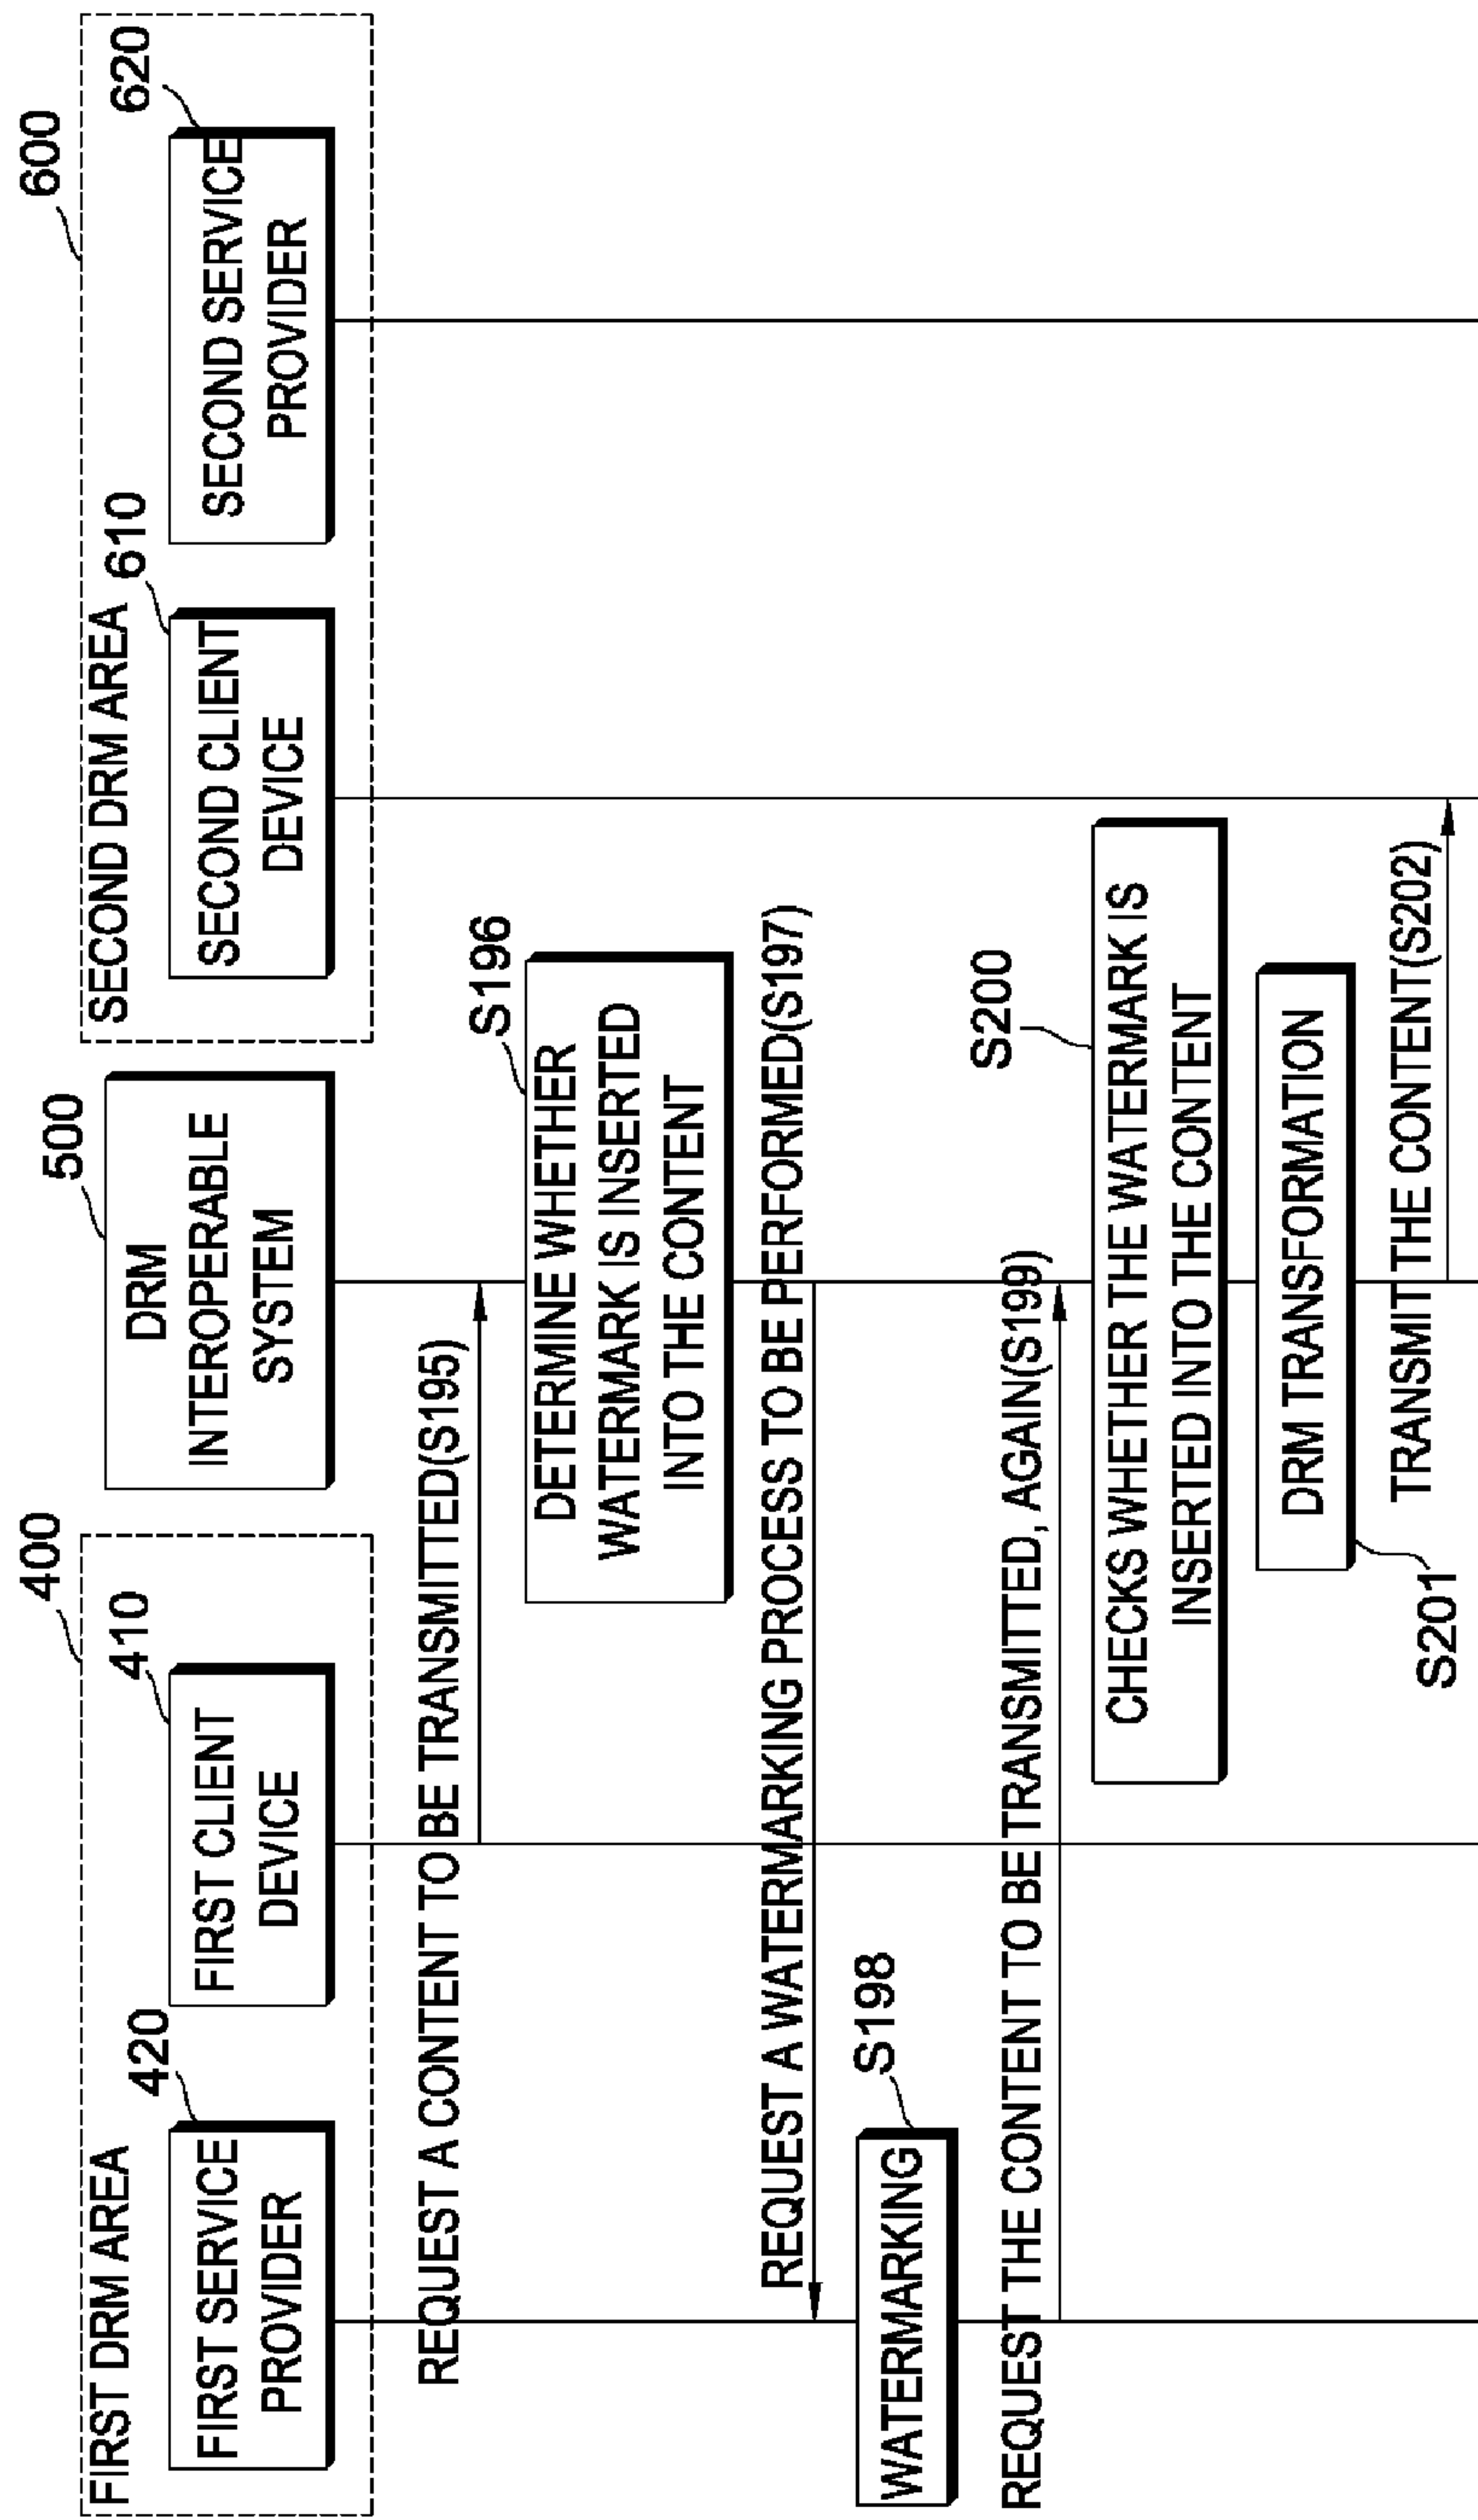 400
500
600
FIRST DRM AREA
420
410
SECOND DRM AREA
610
620
FIRST SERVICE
PROVIDER
FIRST CLIENT
DEVICE
DRM
INTEROPERABLE
SYSTEM
SECOND CLIENT
DEVICE
SECOND SERVICE
PROVIDER
REQUEST A CONTENT TO BE TRANSMITTED(S195)
S196
DETERMINE WHETHER
WATERMARK IS INSERTED
INTO THE CONTENT
REQUEST A WATERMARKING PROCESS TO BE PERFORMED(S197)
S198
WATERMARKING
REQUEST THE CONTENT TO BE TRANSMITTED, AGAIN(S199)
S200
CHECKS WHETHER THE WATERMARK IS
INSERTED INTO THE CONTENT
DRM TRANSFORMATION
S201
TRANSMIT THE CONTENT(S202)